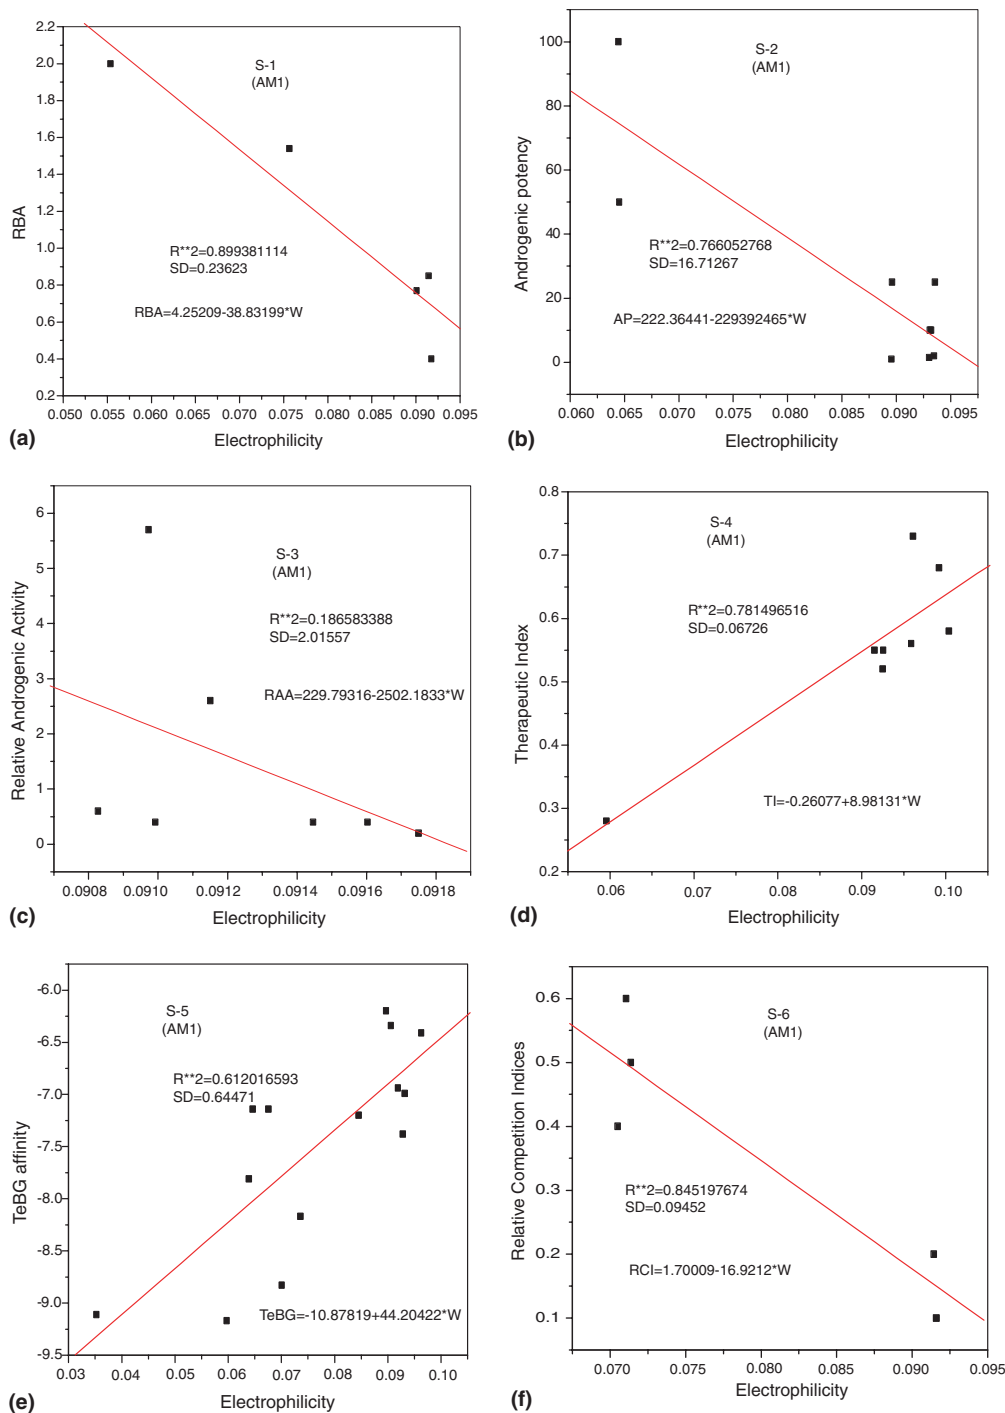 2.2
2.0
1.8
1.6
1.4
1.2
1.0
0.8
0.6
0.4
0.2
RBA
S-1
(AM1)
R**2=0.899381114
SD=0.23623
RBA=4.25209-38.83199*W
0.050 0.055 0.060 0.065 0.070 0.075 0.080 0.085 0.090 0.095
Electrophilicity
(a)
100
80
60
40
20
0
Androgenic potency
S-2
(AM1)
R**2=0.766052768
SD=16.71267
AP=222.36441-229392465*W
0.060 0.065 0.070 0.075 0.080 0.085 0.090 0.095
Electrophilicity
(b)
6
5
4
3
2
1
0
Relative Androgenic Activity
S-3
(AM1)
R**2=0.186583388
SD=2.01557
RAA=229.79316-2502.1833*W
0.0908 0.0910 0.0912 0.0914 0.0916 0.0918
Electrophilicity
(c)
0.8
0.7
0.6
0.5
0.4
0.3
0.2
Therapeutic Index
S-4
(AM1)
R**2=0.781496516
SD=0.06726
TI=-0.26077+8.98131*W
0.06 0.07 0.08 0.09 0.10
Electrophilicity
(d)
-6.0
-6.5
-7.0
-7.5
-8.0
-8.5
-9.0
-9.5
TeBG affinity
S-5
(AM1)
R**2=0.612016593
SD=0.64471
TeBG=-10.87819+44.20422*W
0.03 0.04 0.05 0.06 0.07 0.08 0.09 0.10
Electrophilicity
(e)
0.6
0.5
0.4
0.3
0.2
0.1
Relative Competition Indices
S-6
(AM1)
R**2=0.845197674
SD=0.09452
RCI=1.70009-16.9212*W
0.070 0.075 0.080 0.085 0.090 0.095
Electrophilicity
(f)